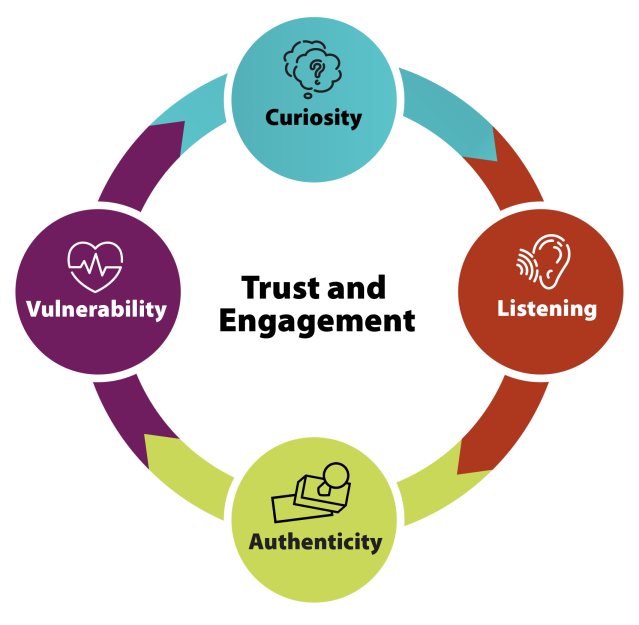 ?
Curiosity
Vulnerability
Listening
Trust and
Engagement
Authenticity